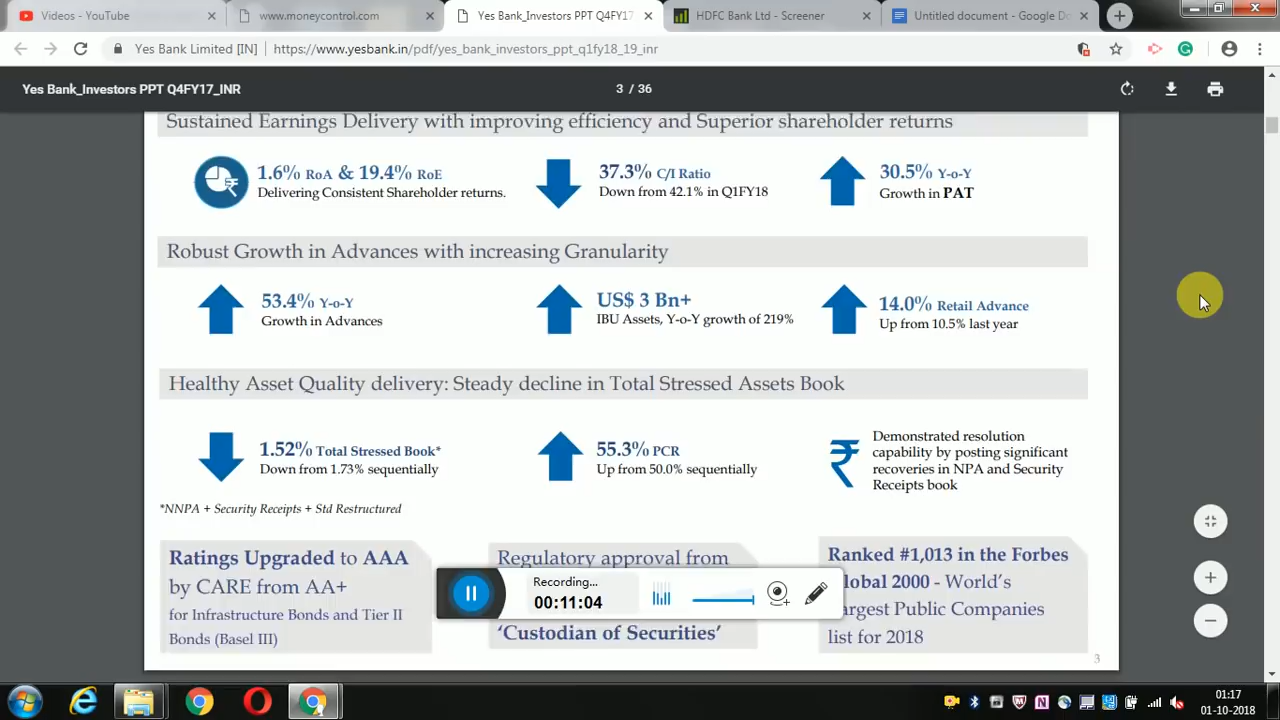 Videos - YouTube
www.moneycontrol.com
Yes Bank_Investors PPT Q4FY17
HDFC Bank Ltd - Screener
Untitled document - Google Do
Yes Bank Limited [IN]
https://www.yesbank.in/pdf/yes_bank_investors_ppt_q1fy18_19_inr
Yes Bank_Investors PPT Q4FY17_INR
3 / 36
Sustained Earnings Delivery with improving efficiency and Superior shareholder returns
1.6% RoA & 19.4% RoE
Delivering Consistent Shareholder returns.
37.3% C/I Ratio
Down from 42.1% in Q1FY18
30.5% Y-o-Y
Growth in PAT
Robust Growth in Advances with increasing Granularity
53.4% Y-o-Y
Growth in Advances
US$ 3 Bn+
IBU Assets, Y-o-Y growth of 219%
14.0% Retail Advance
Up from 10.5% last year
Healthy Asset Quality delivery: Steady decline in Total Stressed Assets Book
1.52% Total Stressed Book*
Down from 1.73% sequentially
55.3% PCR
Up from 50.0% sequentially
Demonstrated resolution
capability by posting significant
recoveries in NPA and Security
Receipts book
*NNPA + Security Receipts + Std Restructured
Ratings Upgraded to AAA
by CARE from AA+
for Infrastructure Bonds and Tier II
Bonds (Basel III)
Regulatory approval from
'Custodian of Securities'
Ranked #1,013 in the Forbes
lobal 2000 - World's
argest Public Companies
list for 2018
3
Recording...
00:11:04
01:17
01-10-2018